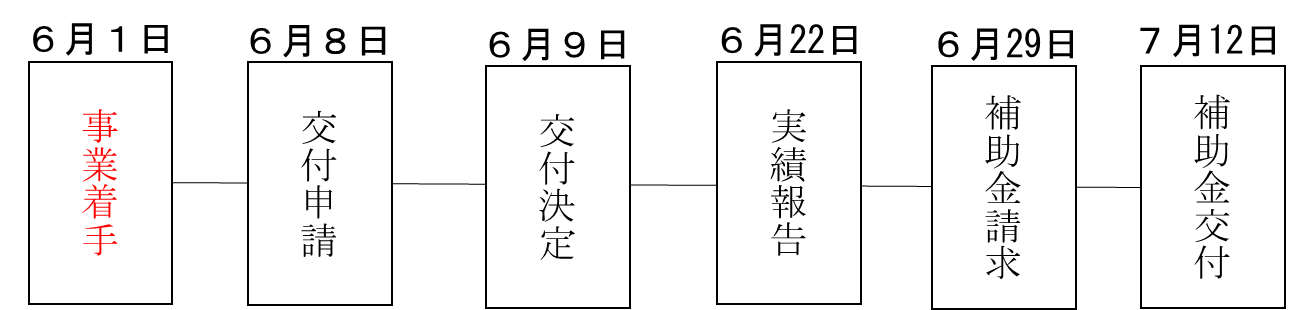 ６月１日
事業着手
６月８日
交付申請
６月９日
交付決定
６月22日
実績報告
６月29日
補助金請求
７月12日
補助金交付